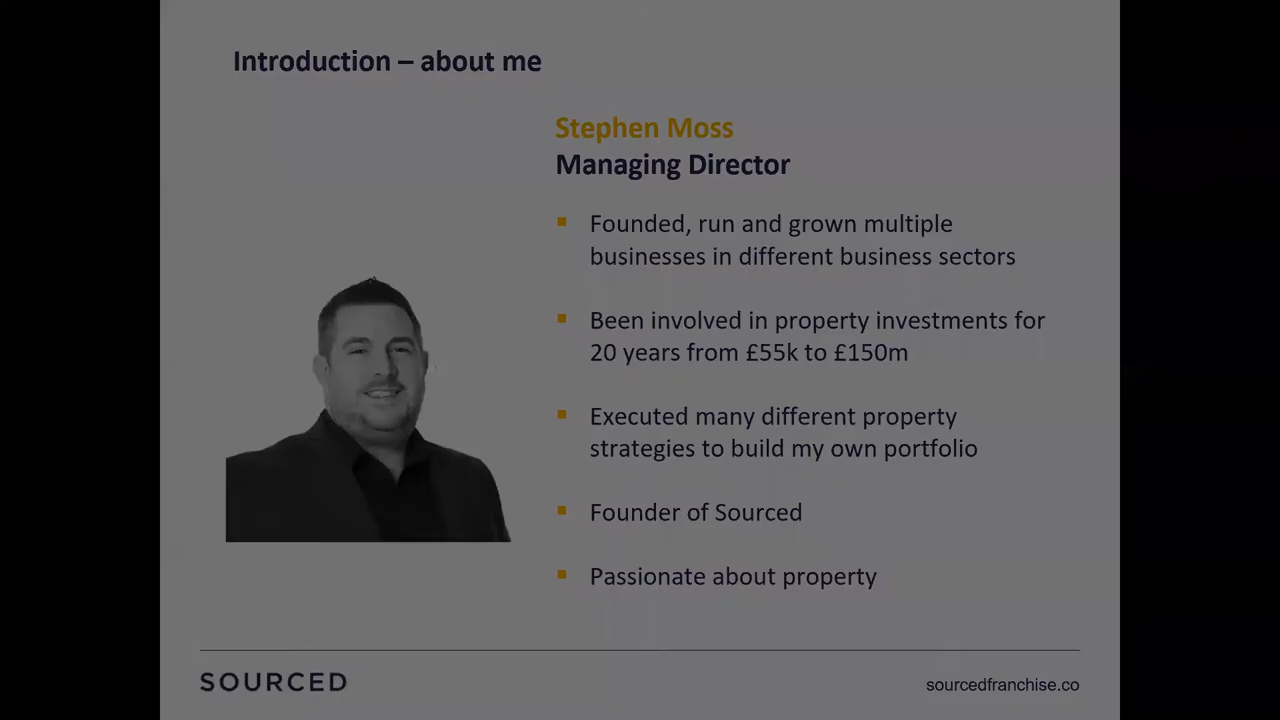 Introduction – about me
Stephen Moss
Managing Director
Founded, run and grown multiple
businesses in different business sectors
Been involved in property investments for
20 years from £55k to £150m
Executed many different property
strategies to build my own portfolio
Founder of Sourced
Passionate about property
SOURCED
sourcedfranchise.co